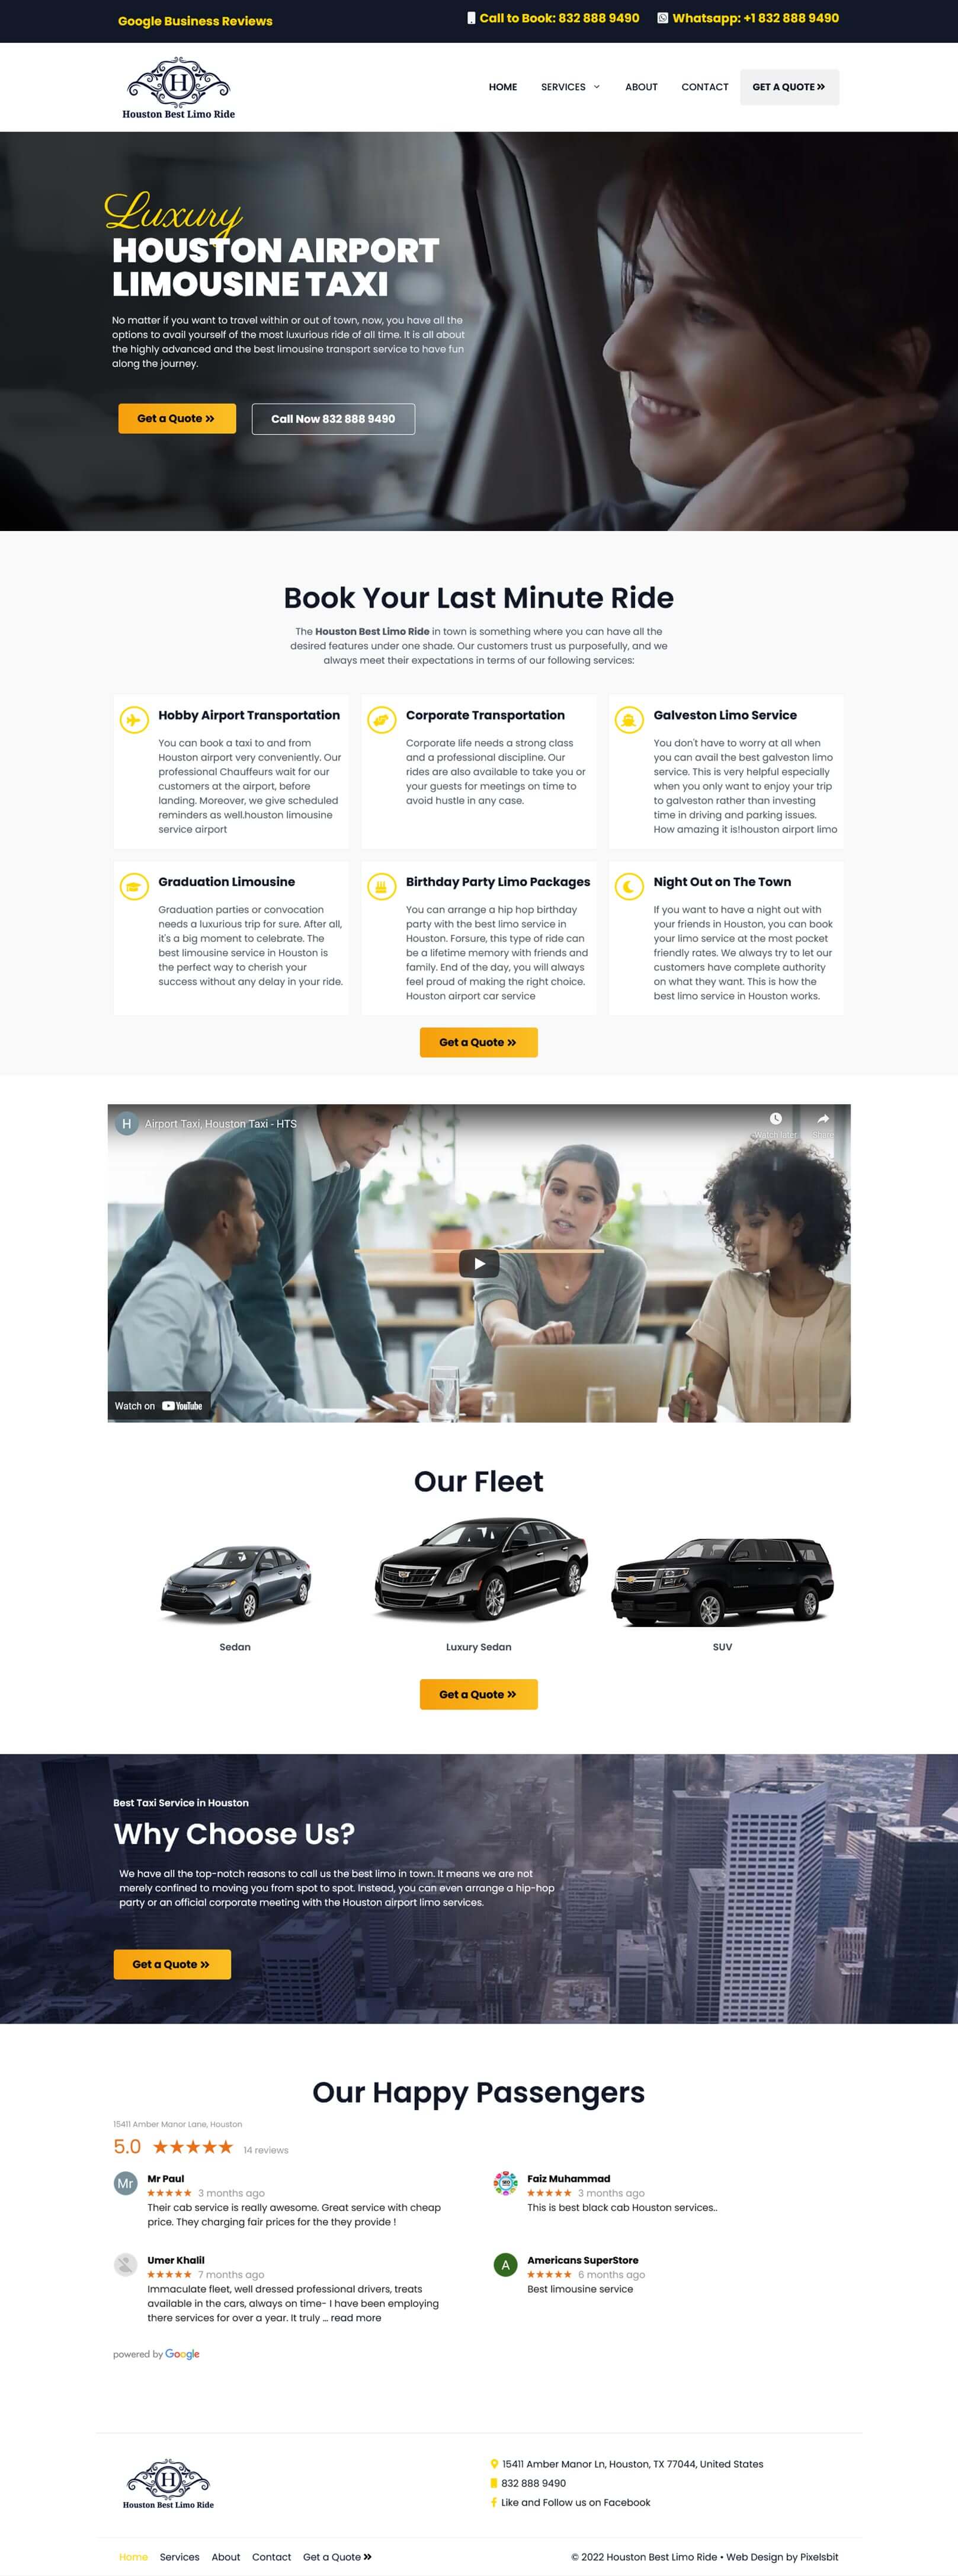 Google Business Reviews
Call to Book: 832 888 9490
Whatsapp: +1 832 888 9490
H
Houston Best Limo Ride
HOME
SERVICES
ABOUT
CONTACT
GET A QUOTE »
Luxury
HOUSTON AIRPORT
LIMOUSINE TAXI
No matter if you want to travel within or out of town, now, you have all the
options to avail yourself of the most luxurious ride of all time. It is all about
the highly advanced and the best limousine transport service to have fun
along the journey.
Get a Quote »
Call Now 832 888 9490
Book Your Last Minute Ride
The Houston Best Limo Ride in town is something where you can have all the
desired features under one shade. Our customers trust us purposefully, and we
always meet their expectations in terms of our following services:
Hobby Airport Transportation
You can book a taxi to and from
Houston airport very conveniently. Our
professional Chauffeurs wait for our
customers at the airport, before
landing. Moreover, we give scheduled
reminders as well.houston limousine
service airport
Corporate Transportation
Corporate life needs a strong class
and a professional discipline. Our
rides are also available to take you or
your guests for meetings on time to
avoid hustle in any case.
Galveston Limo Service
You don't have to worry at all when
you can avail the best galveston limo
service. This is very helpful especially
when you only want to enjoy your trip
to galveston rather than investing
time in driving and parking issues.
How amazing it is!houston airport limo
Graduation Limousine
Graduation parties or convocation
needs a luxurious trip for sure. After all,
it's a big moment to celebrate. The
best limousine service in Houston is
the perfect way to cherish your
success without any delay in your ride.
Birthday Party Limo Packages
You can arrange a hip hop birthday
party with the best limo service in
Houston. Forsure, this type of ride can
be a lifetime memory with friends and
family. End of the day, you will always
feel proud of making the right choice.
Houston airport car service
Night Out on The Town
If you want to have a night out with
your friends in Houston, you can book
your limo service at the most pocket
friendly rates. We always try to let our
customers have complete authority
on what they want. This is how the
best limo service in Houston works.
Get a Quote »
H
Airport Taxi, Houston Taxi - HTS
Watch later
Share
Watch on YouTube
Our Fleet
Sedan
Luxury Sedan
SUV
Get a Quote »
Best Taxi Service in Houston
Why Choose Us?
We have all the top-notch reasons to call us the best limo in town. It means we are not
merely confined to moving you from spot to spot. Instead, you can even arrange a hip-hop
party or an official corporate meeting with the Houston airport limo services.
Get a Quote »
Our Happy Passengers
15411 Amber Manor Lane, Houston
5.0 ★★★★★ 14 reviews
Mr
Mr Paul
★★★★★ 3 months ago
Their cab service is really awesome. Great service with cheap
price. They charging fair prices for the they provide !
Faiz Muhammad
★★★★★ 3 months ago
This is best black cab Houston services..
Umer Khalil
★★★★★ 7 months ago
Immaculate fleet, well dressed professional drivers, treats
available in the cars, always on time- I have been employing
there services for over a year. It truly ... read more
A
Americans SuperStore
★★★★★ 6 months ago
Best limousine service
powered by Google
H
Houston Best Limo Ride
15411 Amber Manor Ln, Houston, TX 77044, United States
832 888 9490
Like and Follow us on Facebook
Home
Services
About
Contact
Get a Quote »
© 2022 Houston Best Limo Ride • Web Design by Pixelsbit